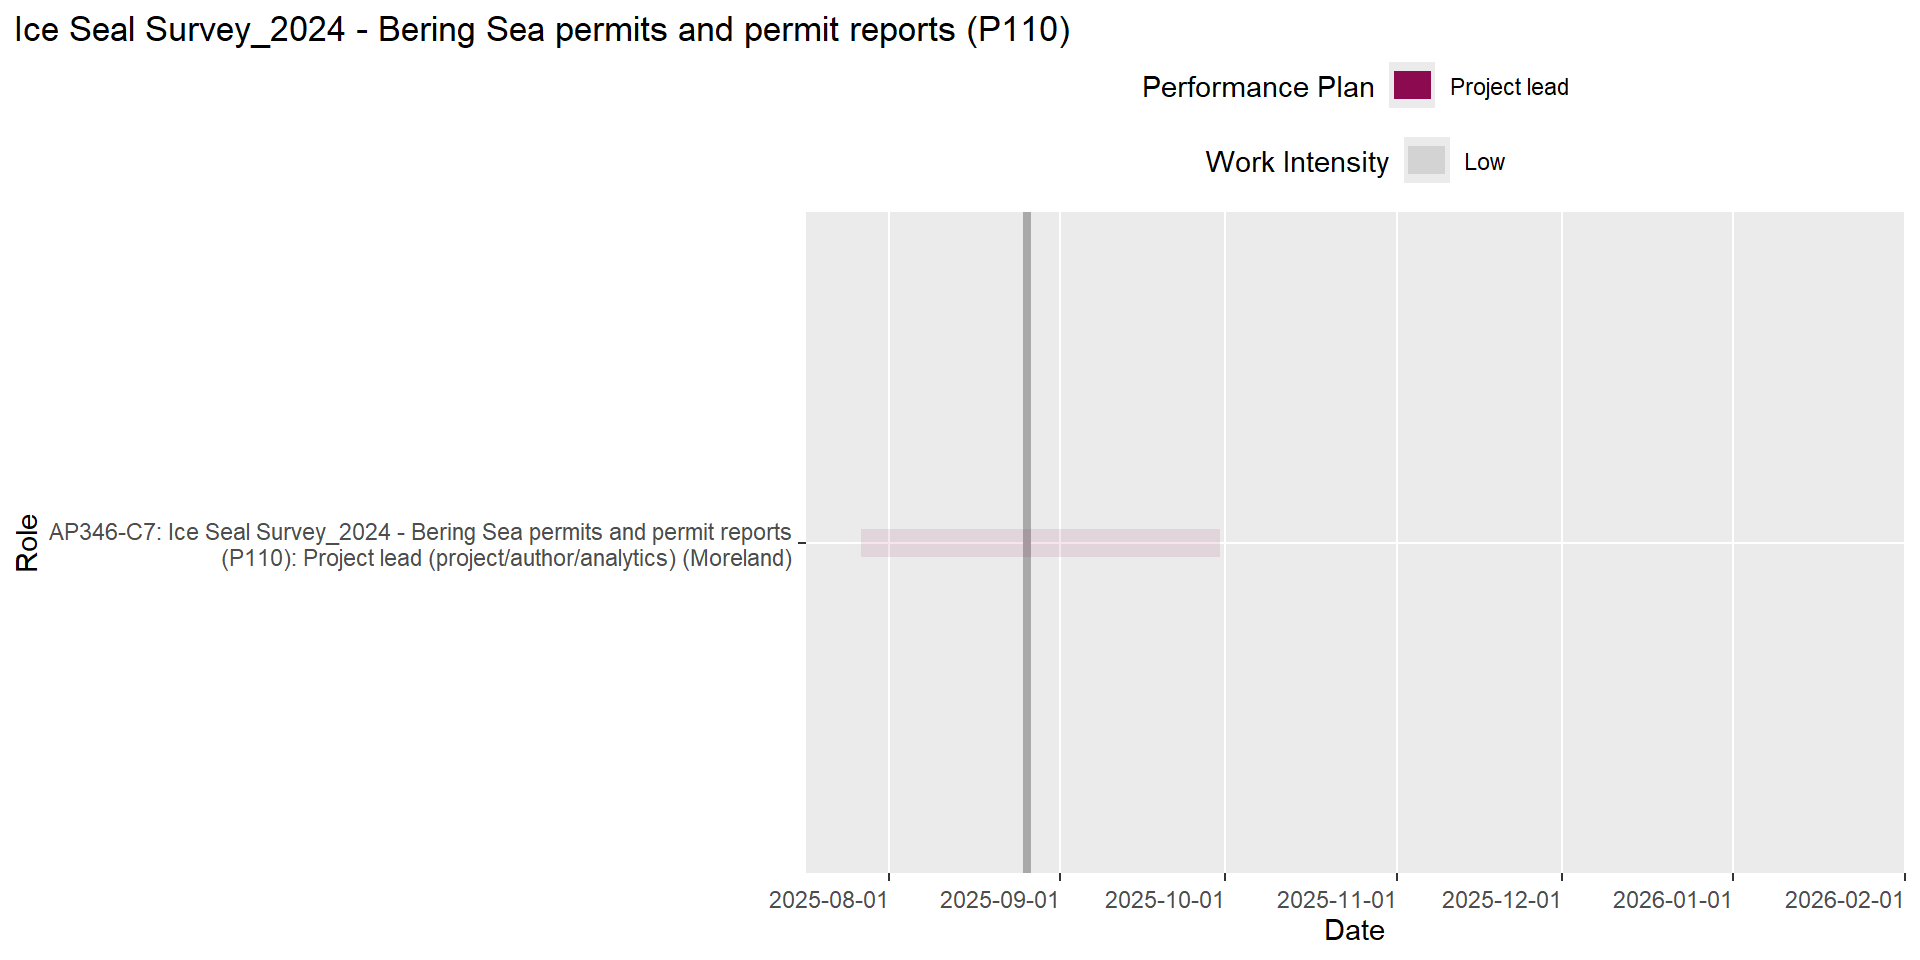 Ice Seal Survey_2024 - Bering Sea permits and permit reports (P110)
Performance Plan Project lead
Work Intensity Low
Role
AP346-C7: Ice Seal Survey_2024 - Bering Sea permits and permit reports
(P110): Project lead (project/author/analytics) (Moreland)
2025-08-01 2025-09-01 2025-10-01 2025-11-01 2025-12-01 2026-01-01 2026-02-01
Date